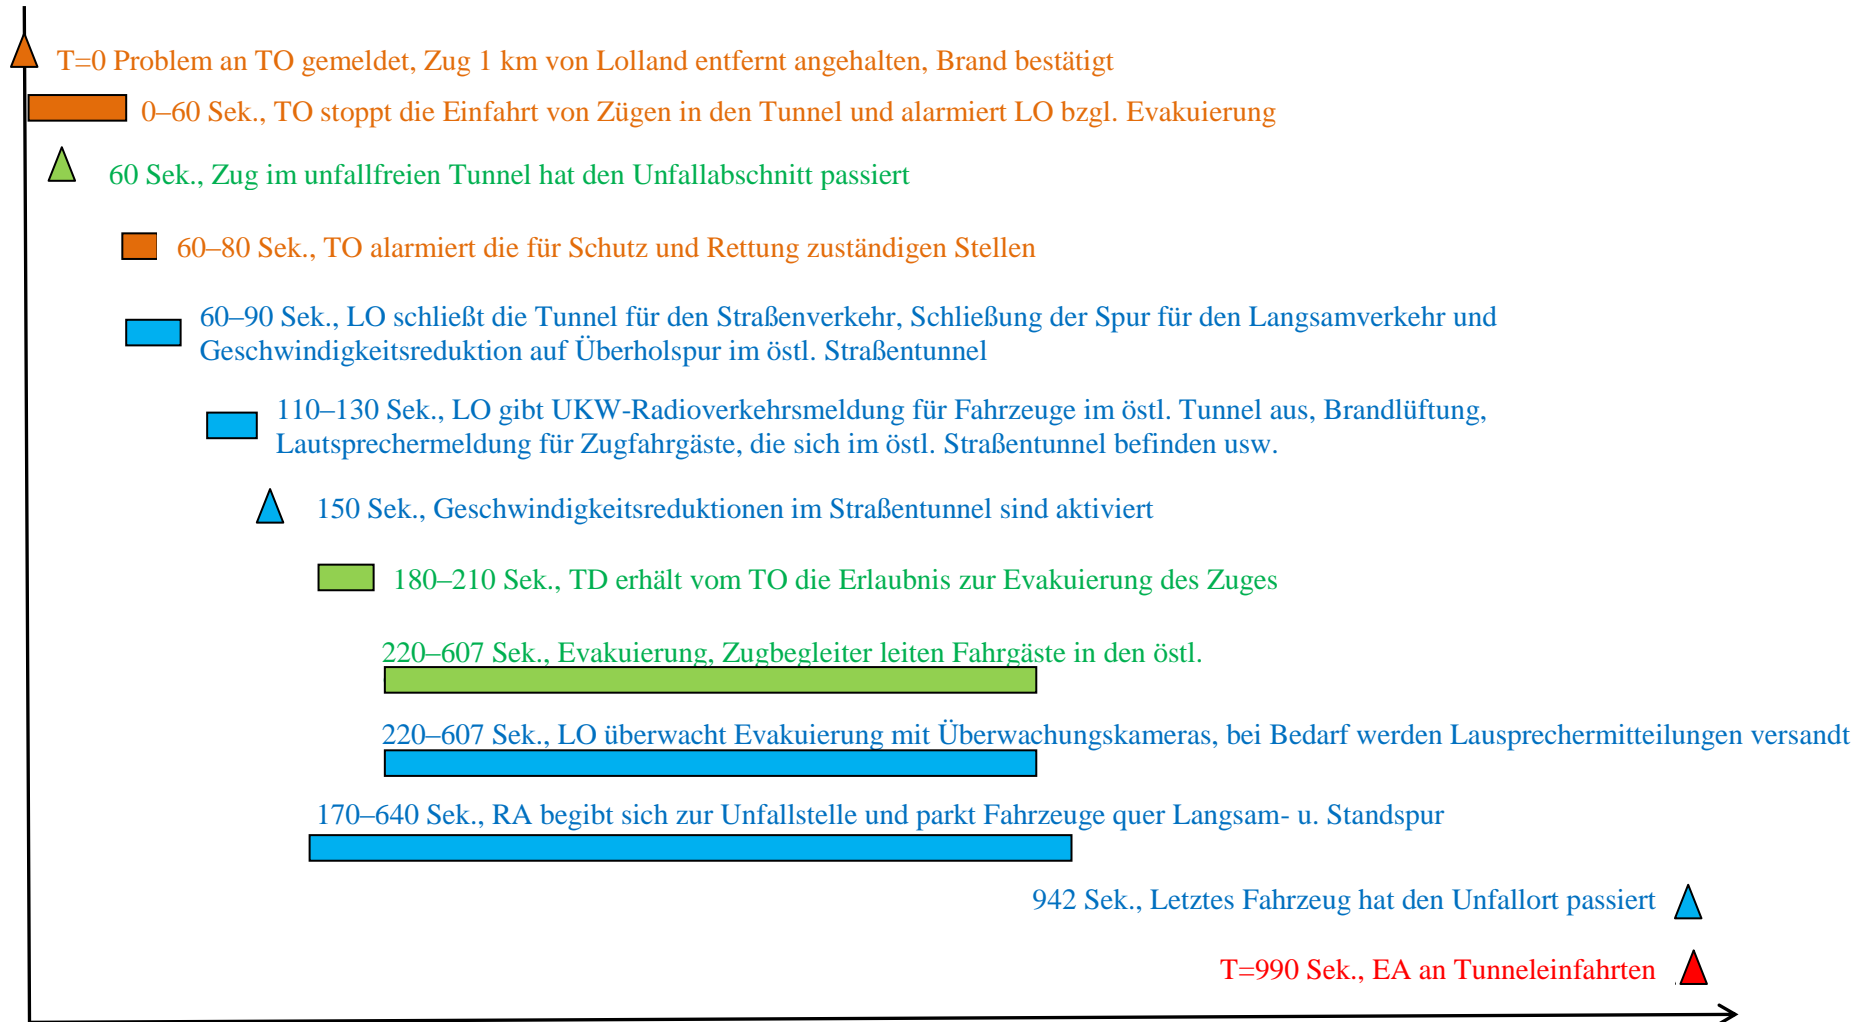 T=0 Problem an TO gemeldet, Zug 1 km von Lolland entfernt angehalten, Brand bestätigt
0–60 Sek., TO stoppt die Einfahrt von Zügen in den Tunnel und alarmiert LO bzgl. Evakuierung
60 Sek., Zug im unfallfreien Tunnel hat den Unfallabschnitt passiert
60–80 Sek., TO alarmiert die für Schutz und Rettung zuständigen Stellen
60–90 Sek., LO schließt die Tunnel für den Straßenverkehr, Schließung der Spur für den Langsamverkehr und
Geschwindigkeitsreduktion auf Überholspur im östl. Straßentunnel
110–130 Sek., LO gibt UKW-Radioverkehrsmeldung für Fahrzeuge im östl. Tunnel aus, Brandlüftung,
Lautsprechermeldung für Zugfahrgäste, die sich im östl. Straßentunnel befinden usw.
150 Sek., Geschwindigkeitsreduktionen im Straßentunnel sind aktiviert
180–210 Sek., TD erhält vom TO die Erlaubnis zur Evakuierung des Zuges
220–607 Sek., Evakuierung, Zugbegleiter leiten Fahrgäste in den östl.
220–607 Sek., LO überwacht Evakuierung mit Überwachungskameras, bei Bedarf werden Lausprechermitteilungen versandt
170–640 Sek., RA begibt sich zur Unfallstelle und parkt Fahrzeuge quer Langsam- u. Standspur
942 Sek., Letztes Fahrzeug hat den Unfallort passiert
T=990 Sek., EA an Tunneleinfahrten